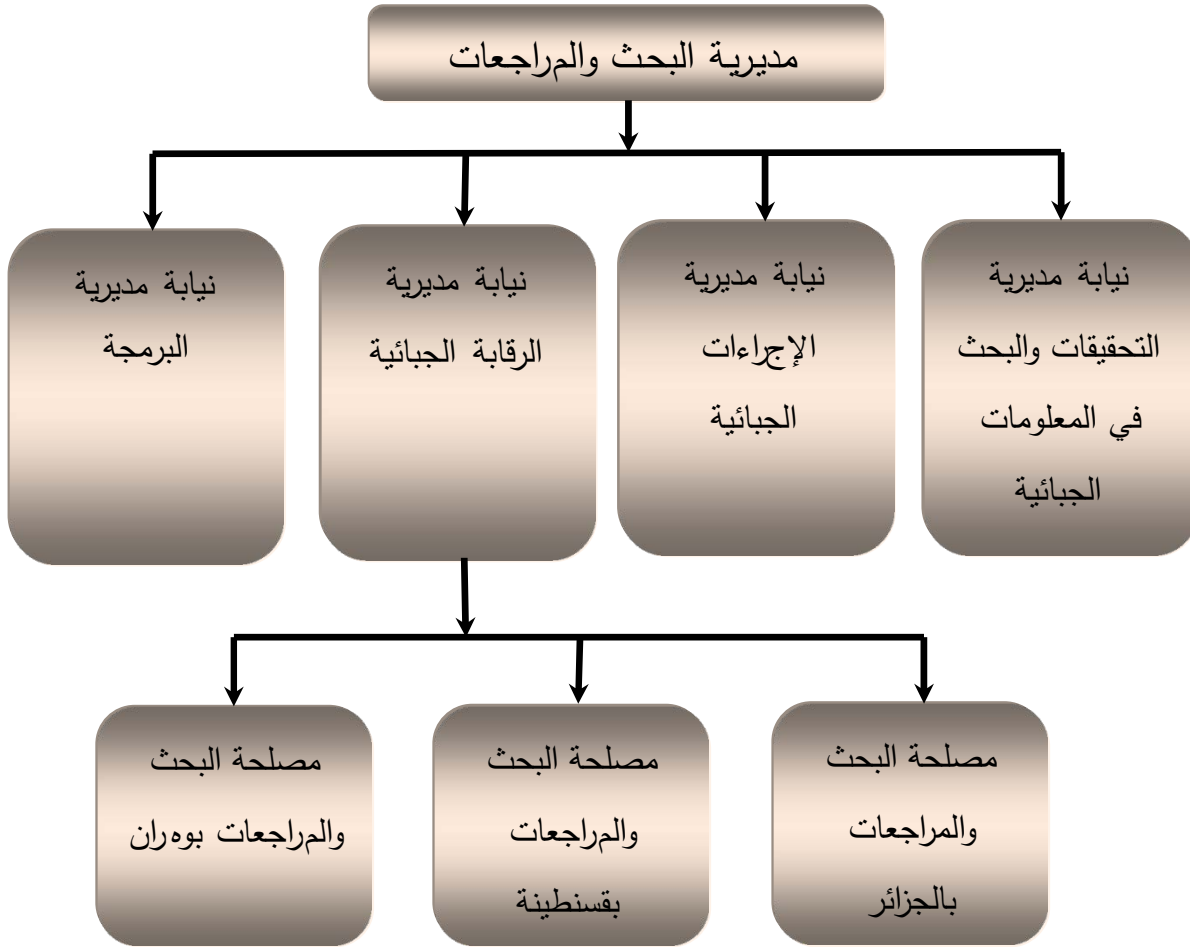 مديرية البحث والمراجعات
نيابة مديرية
التحقيقات والبحث
في المعلومات
الجبائية
نيابة مديرية
الإجراءات
الجبائية
نيابة مديرية
الرقابة الجبائية
نيابة مديرية
البرمجة
مصلحة البحث
والمراجعات
بالجزائر
مصلحة البحث
والمراجعات
بقسنطينة
مصلحة البحث
والمراجعات بوهران